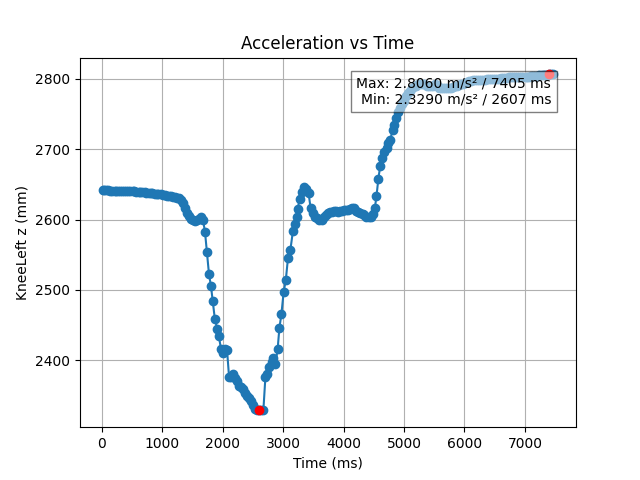 Acceleration vs Time
Max: 2.8060 m/s² / 7405 ms
Min: 2.3290 m/s² / 2607 ms
KneeLeft z (mm)
2800
2700
2600
2500
2400
0 1000 2000 3000 4000 5000 6000 7000
Time (ms)